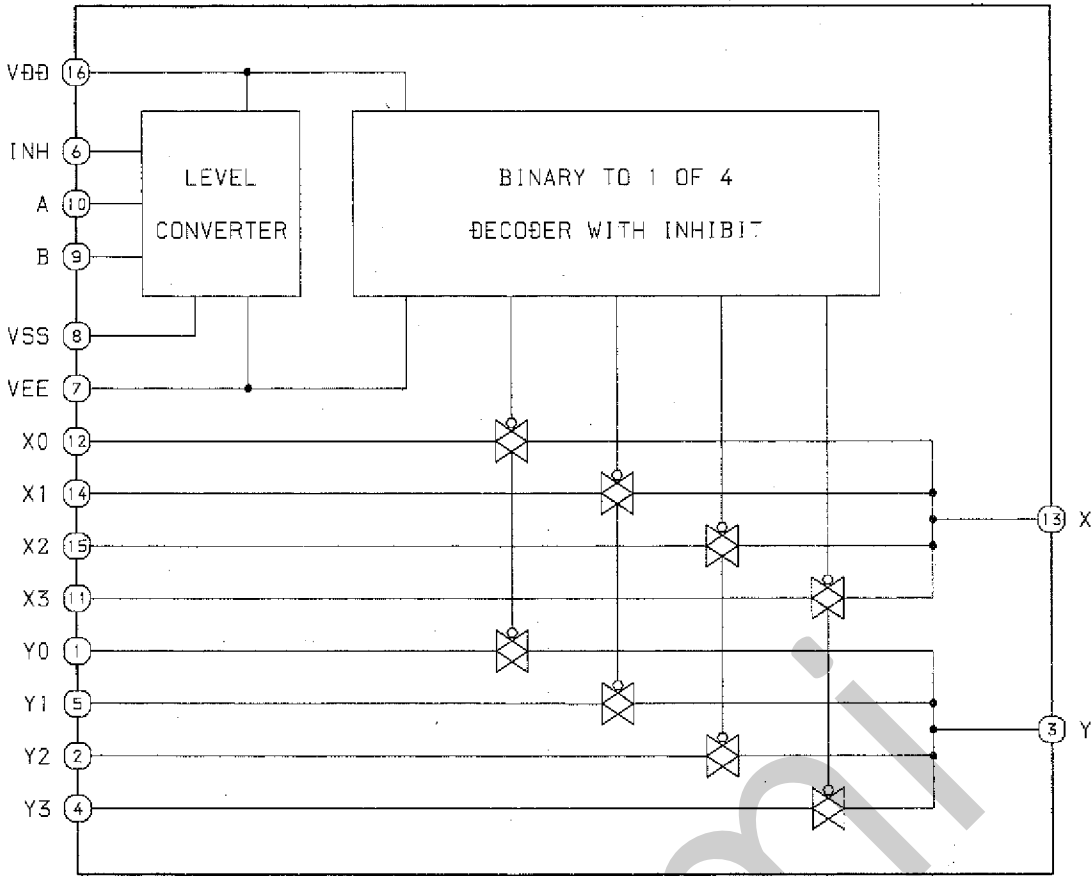 VDD 16
INH 6
A 10
B 9
VSS 8
VEE 7
X0 12
X1 14
X2 15
X3 11
Y0 1
Y1 5
Y2 2
Y3 4
LEVEL
CONVERTER
BINARY TO 1 OF 4
DECODER WITH INHIBIT
13 X
3 Y
mi